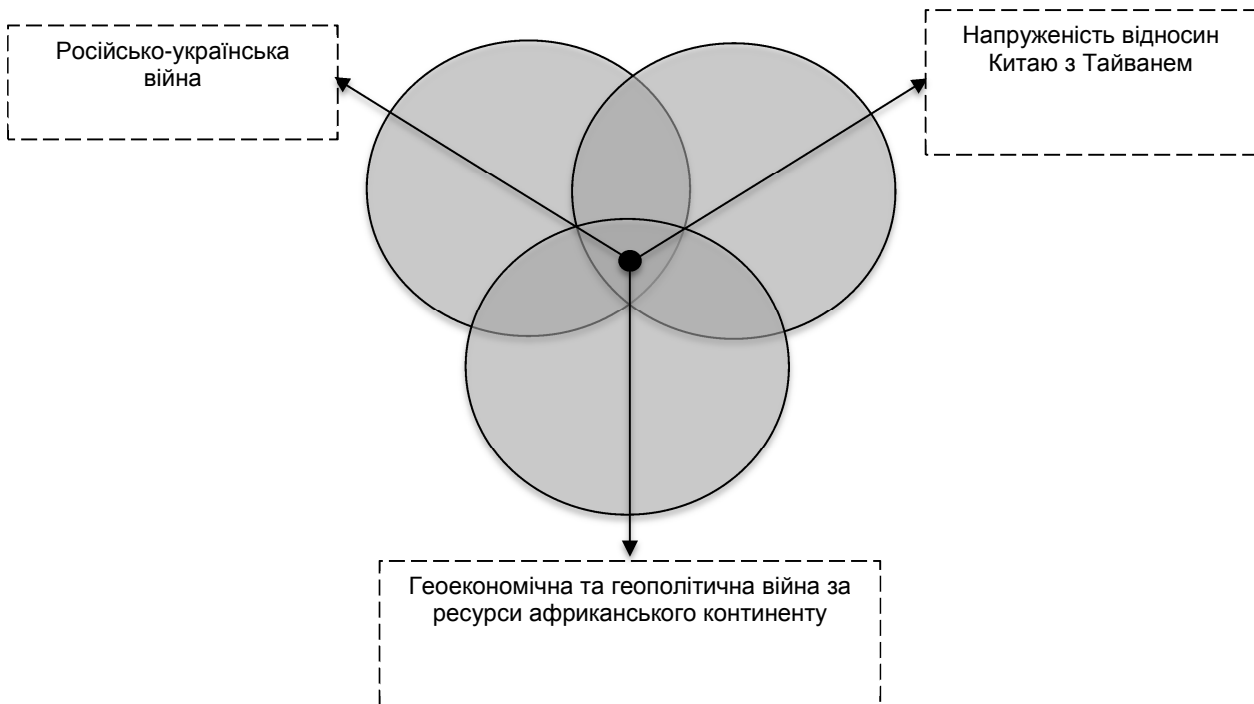 Російсько-українська
війна
Напруженість відносин
Китаю з Тайванем
Геоекономічна та геополітична війна за
ресурси африканського континенту